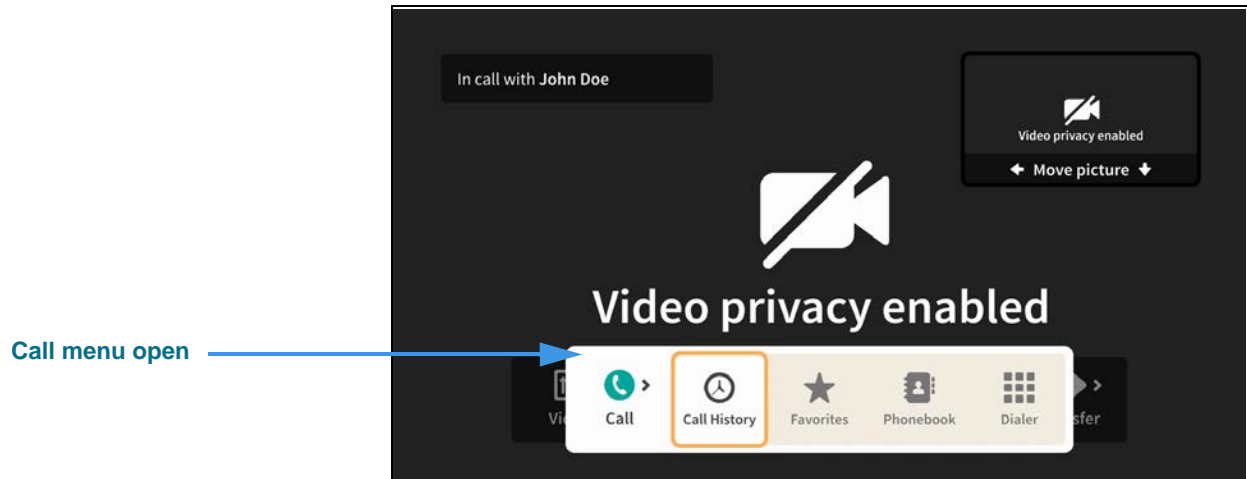 In call with John Doe
Video privacy enabled
Move picture
Video privacy enabled
Call menu open
Call
Call History
Favorites
Phonebook
Dialer